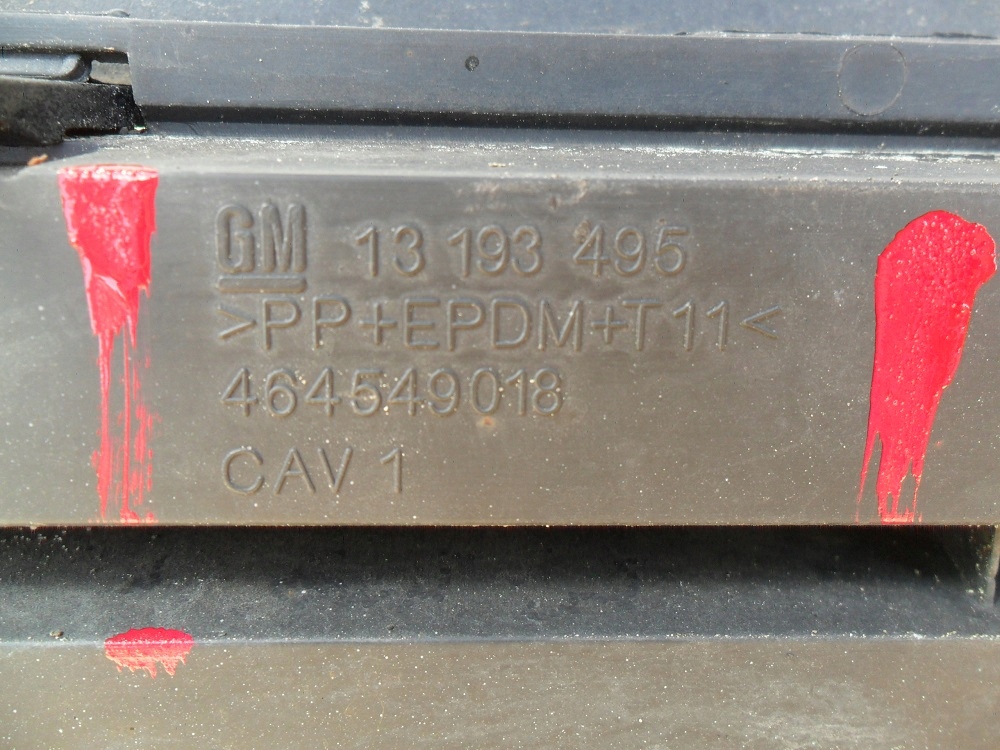 GM 13 193 495
>PP+EPDM+T11<
464549018
CAV 1